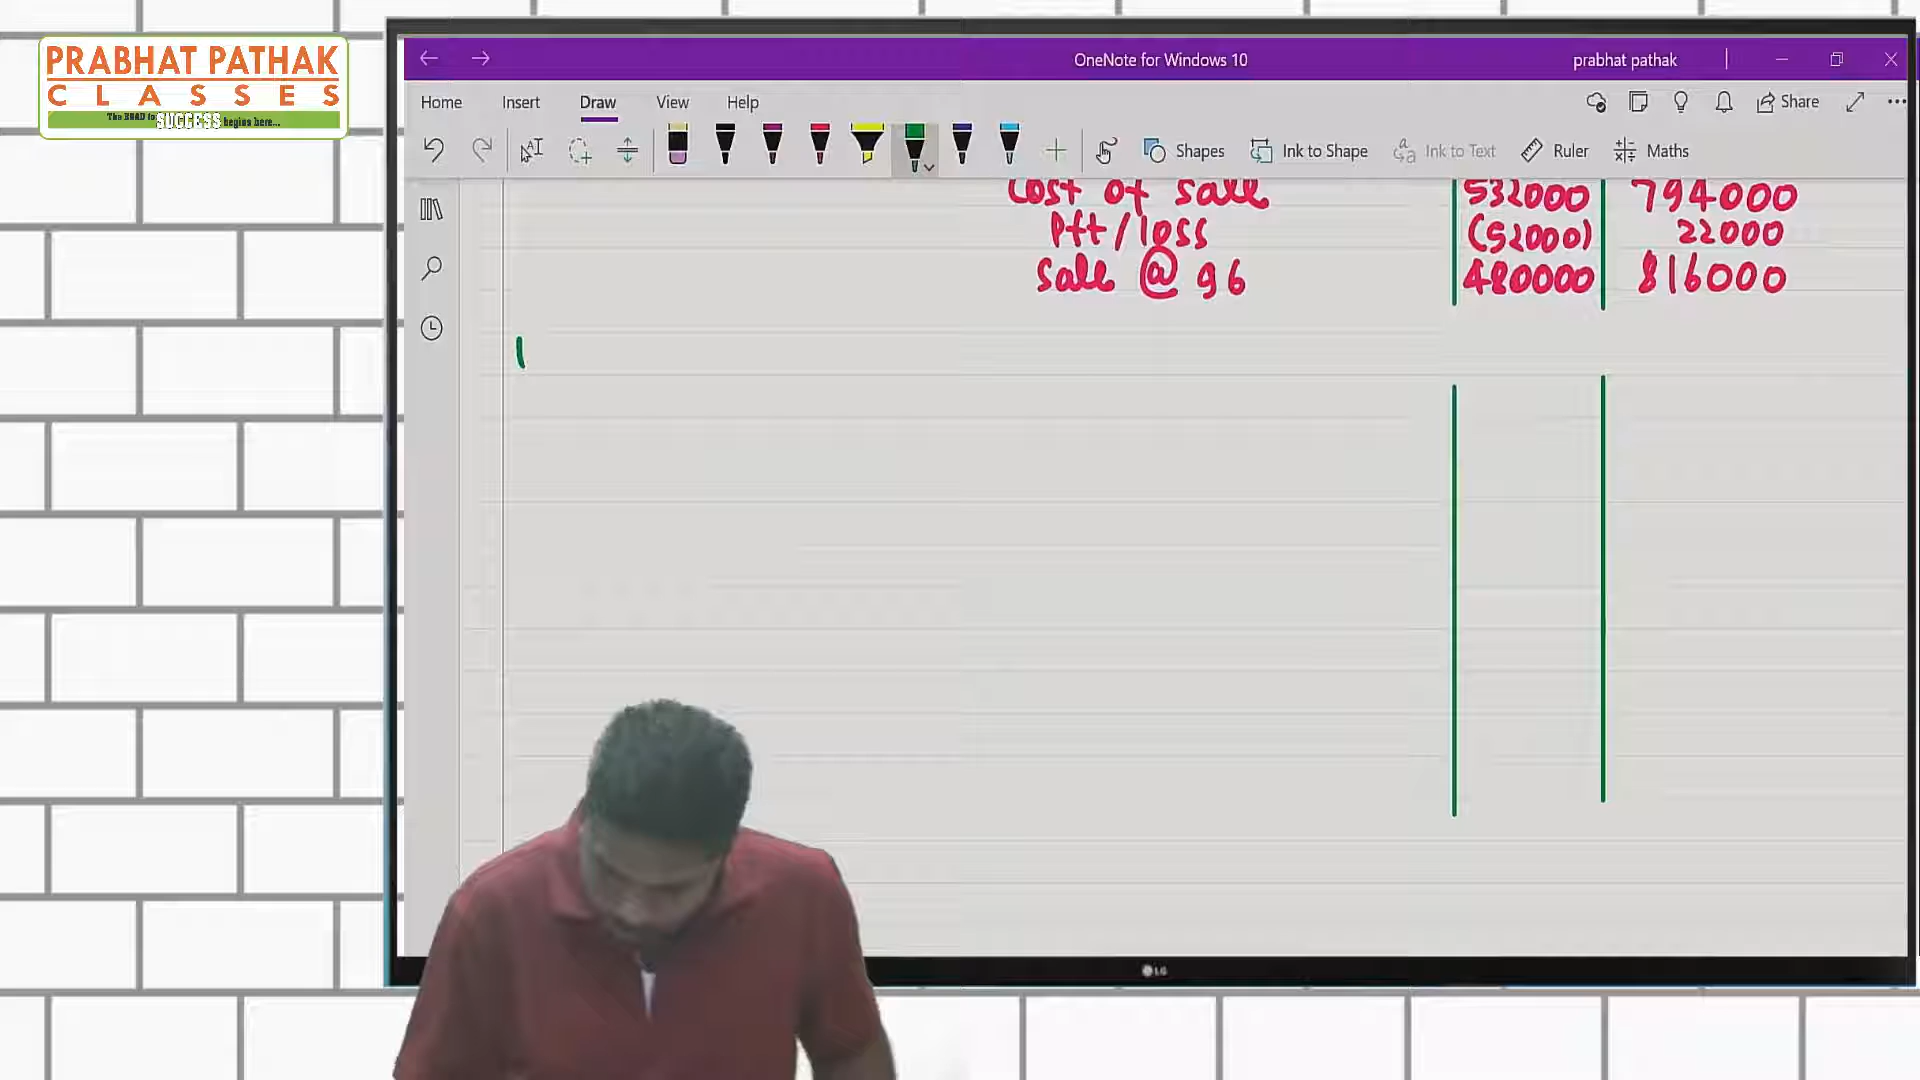 PRABHAT PATHAK
CLASSES
The ROAD to SUCCESS begins here...
OneNote for Windows 10
prabhat pathak
Home Insert Draw View Help
Share
Shapes Ink to Shape Ink to Text Ruler Maths
Cost of sale 532000 794000
Pft/loss (52000) 22000
Sale @ 96 480000 816000
LG